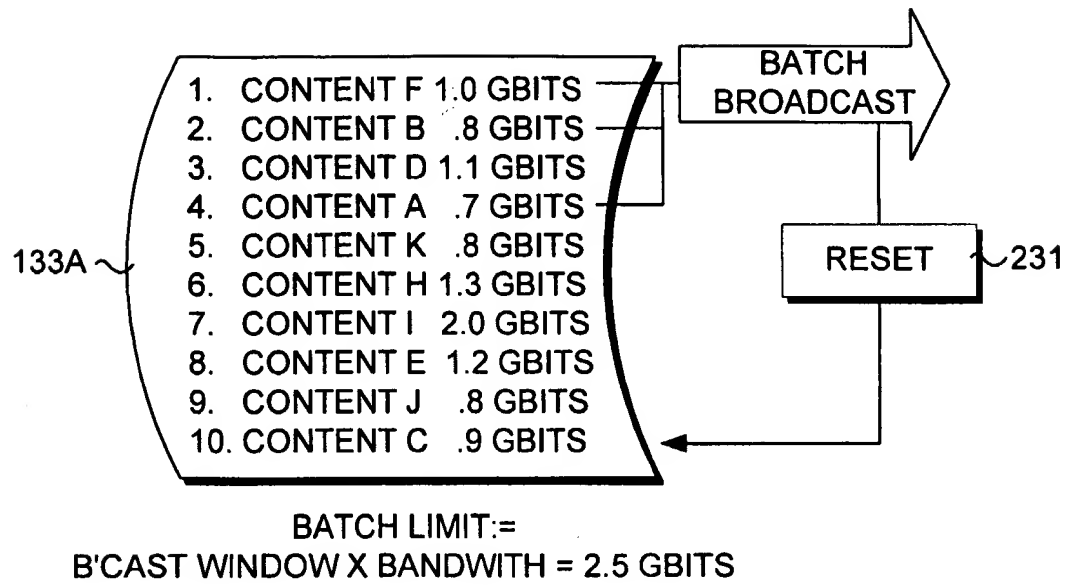 BATCH
BROADCAST
1. CONTENT F 1.0 GBITS
2. CONTENT B .8 GBITS
3. CONTENT D 1.1 GBITS
4. CONTENT A .7 GBITS
5. CONTENT K .8 GBITS
6. CONTENT H 1.3 GBITS
7. CONTENT I 2.0 GBITS
8. CONTENT E 1.2 GBITS
9. CONTENT J .8 GBITS
10. CONTENT C .9 GBITS
133A
RESET
231
BATCH LIMIT:=
B'CAST WINDOW X BANDWITH = 2.5 GBITS